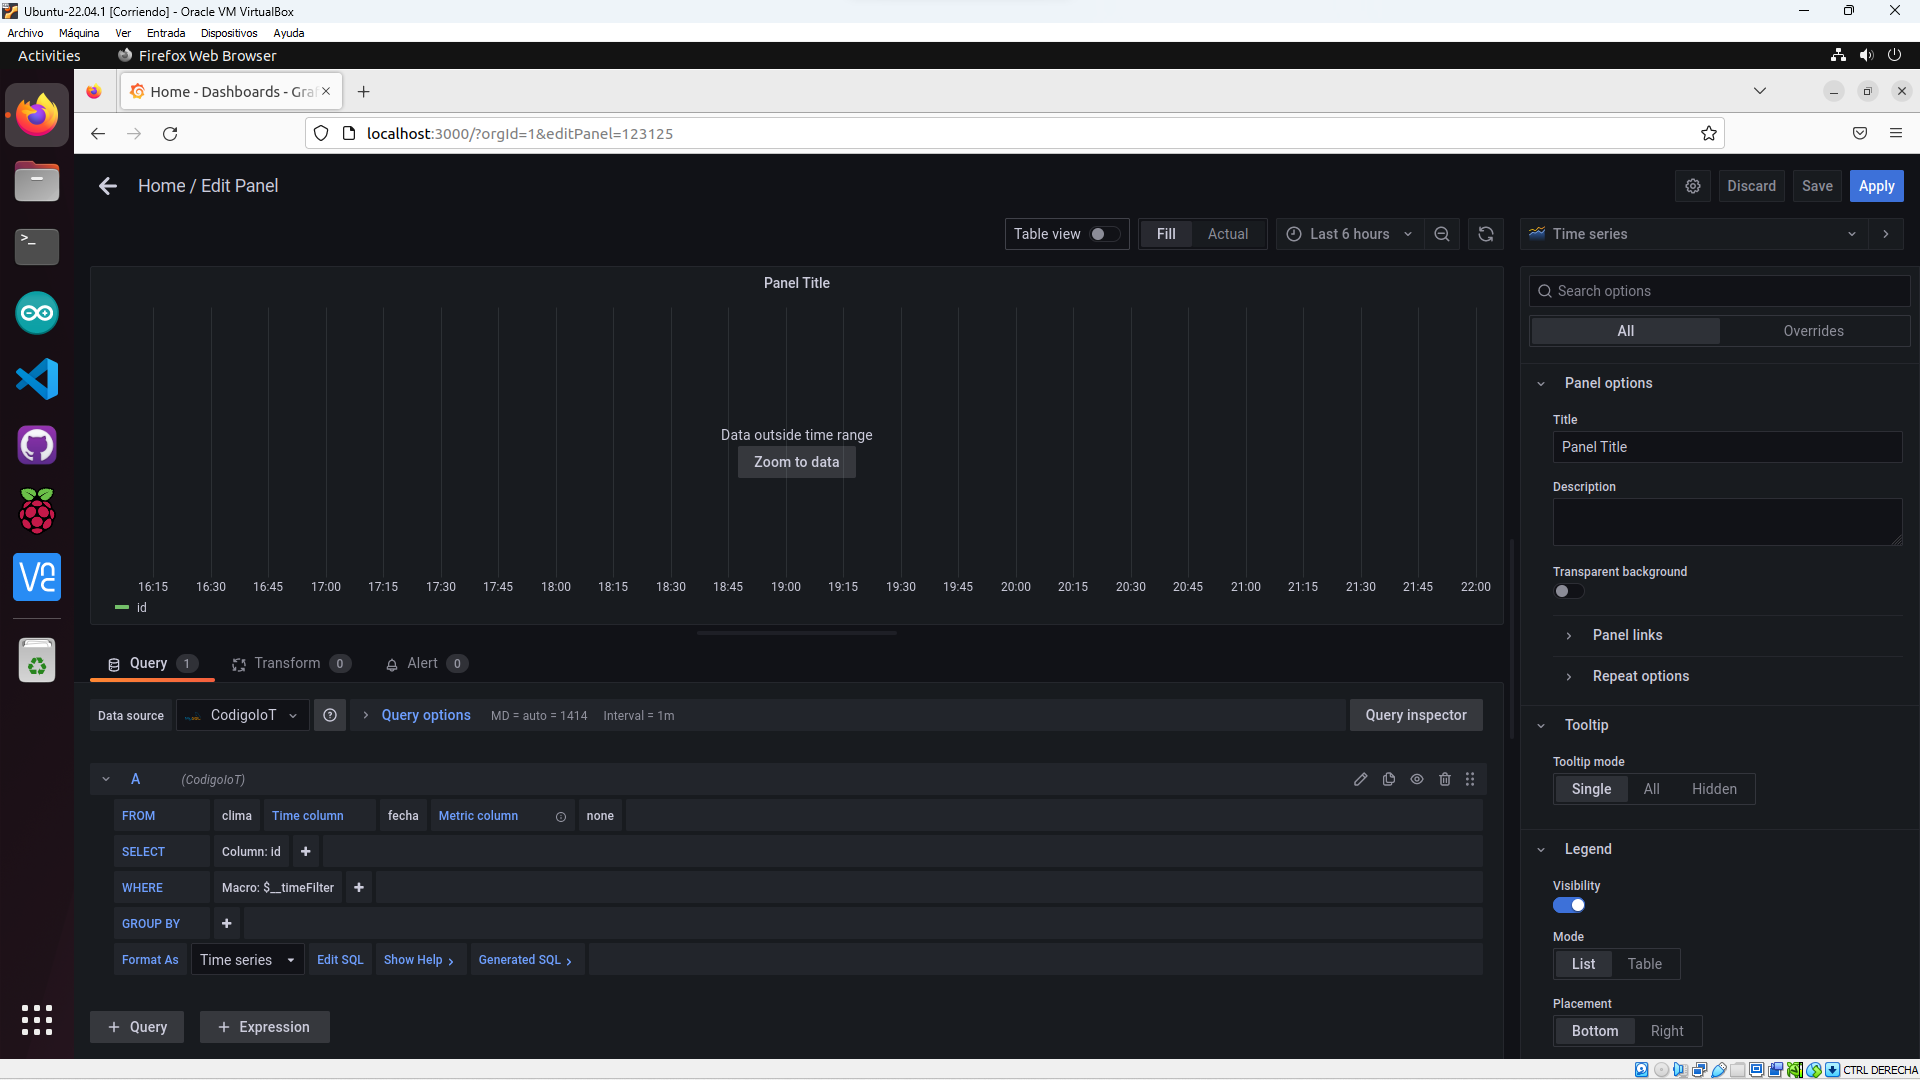 Ubuntu-22.04.1 [Corriendo] - Oracle VM VirtualBox
Archivo Máquina Ver Entrada Dispositivos Ayuda
Activities Firefox Web Browser
Home - Dashboards - Graf
localhost:3000/?orgId=1&editPanel=123125
Home / Edit Panel
Discard Save Apply
Table view Fill Actual Last 6 hours Time series
Panel Title
Data outside time range
Zoom to data
16:15 16:30 16:45 17:00 17:15 17:30 17:45 18:00 18:15 18:30 18:45 19:00 19:15 19:30 19:45 20:00 20:15 20:30 20:45 21:00 21:15 21:30 21:45 22:00
id
Query 1 Transform 0 Alert 0
Data source CodigoIoT Query options MD = auto = 1414 Interval = 1m Query inspector
A (CodigoIoT)
FROM clima Time column fecha Metric column none
SELECT Column: id +
WHERE Macro: $__timeFilter +
GROUP BY +
Format As Time series Edit SQL Show Help > Generated SQL >
+ Query + Expression
Search options
All Overrides
Panel options
Title
Panel Title
Description
Transparent background
Panel links
Repeat options
Tooltip
Tooltip mode
Single All Hidden
Legend
Visibility
Mode
List Table
Placement
Bottom Right
CTRL DERECHA